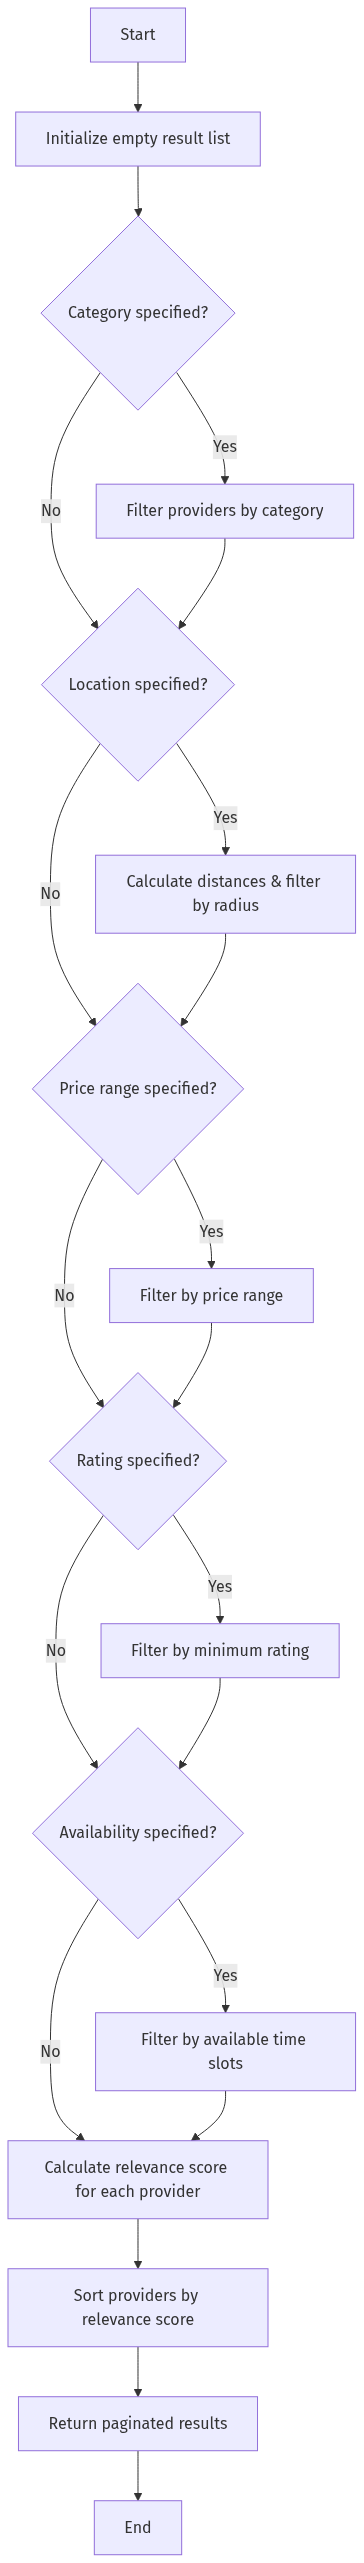 Start
Initialize empty result list
Category specified?
Yes
No
Filter providers by category
Location specified?
Yes
No
Calculate distances & filter
by radius
Price range specified?
Yes
No
Filter by price range
Rating specified?
Yes
No
Filter by minimum rating
Availability specified?
Yes
No
Filter by available time
slots
Calculate relevance score
for each provider
Sort providers by
relevance score
Return paginated results
End